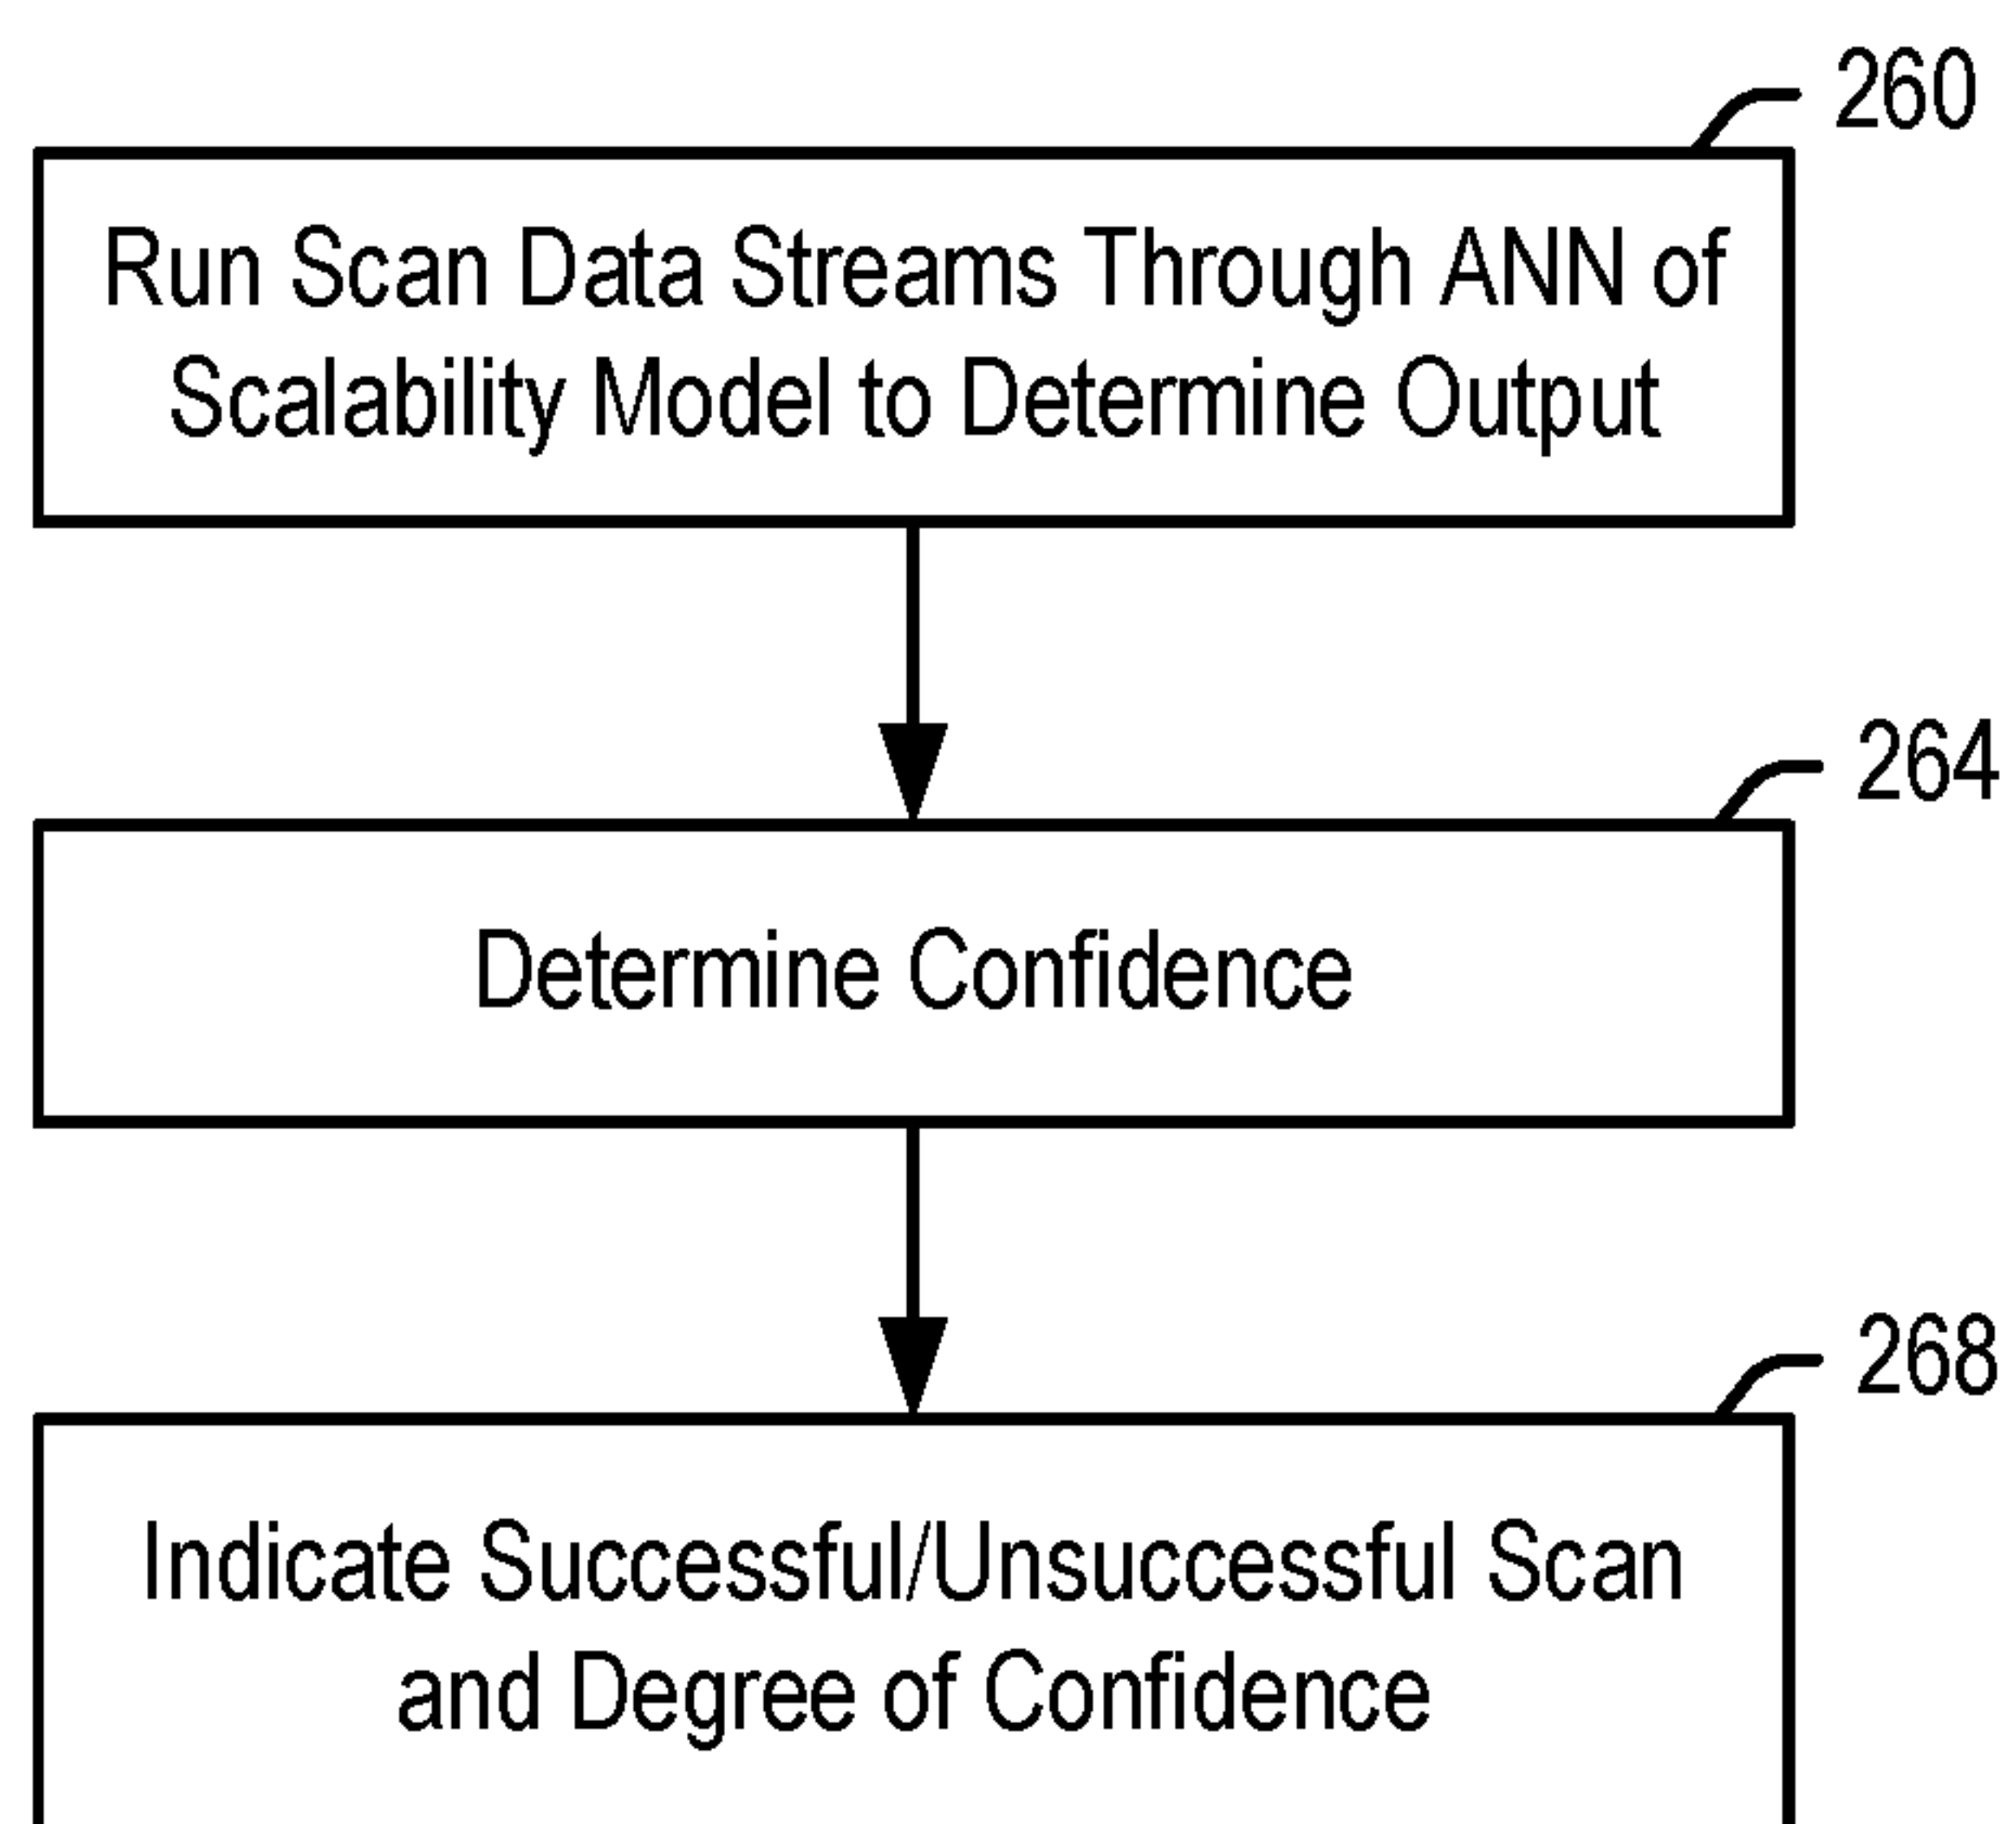 260
Run Scan Data Streams Through ANN of
Scalability Model to Determine Output
264
Determine Confidence
268
Indicate Successful/Unsuccessful Scan
and Degree of Confidence